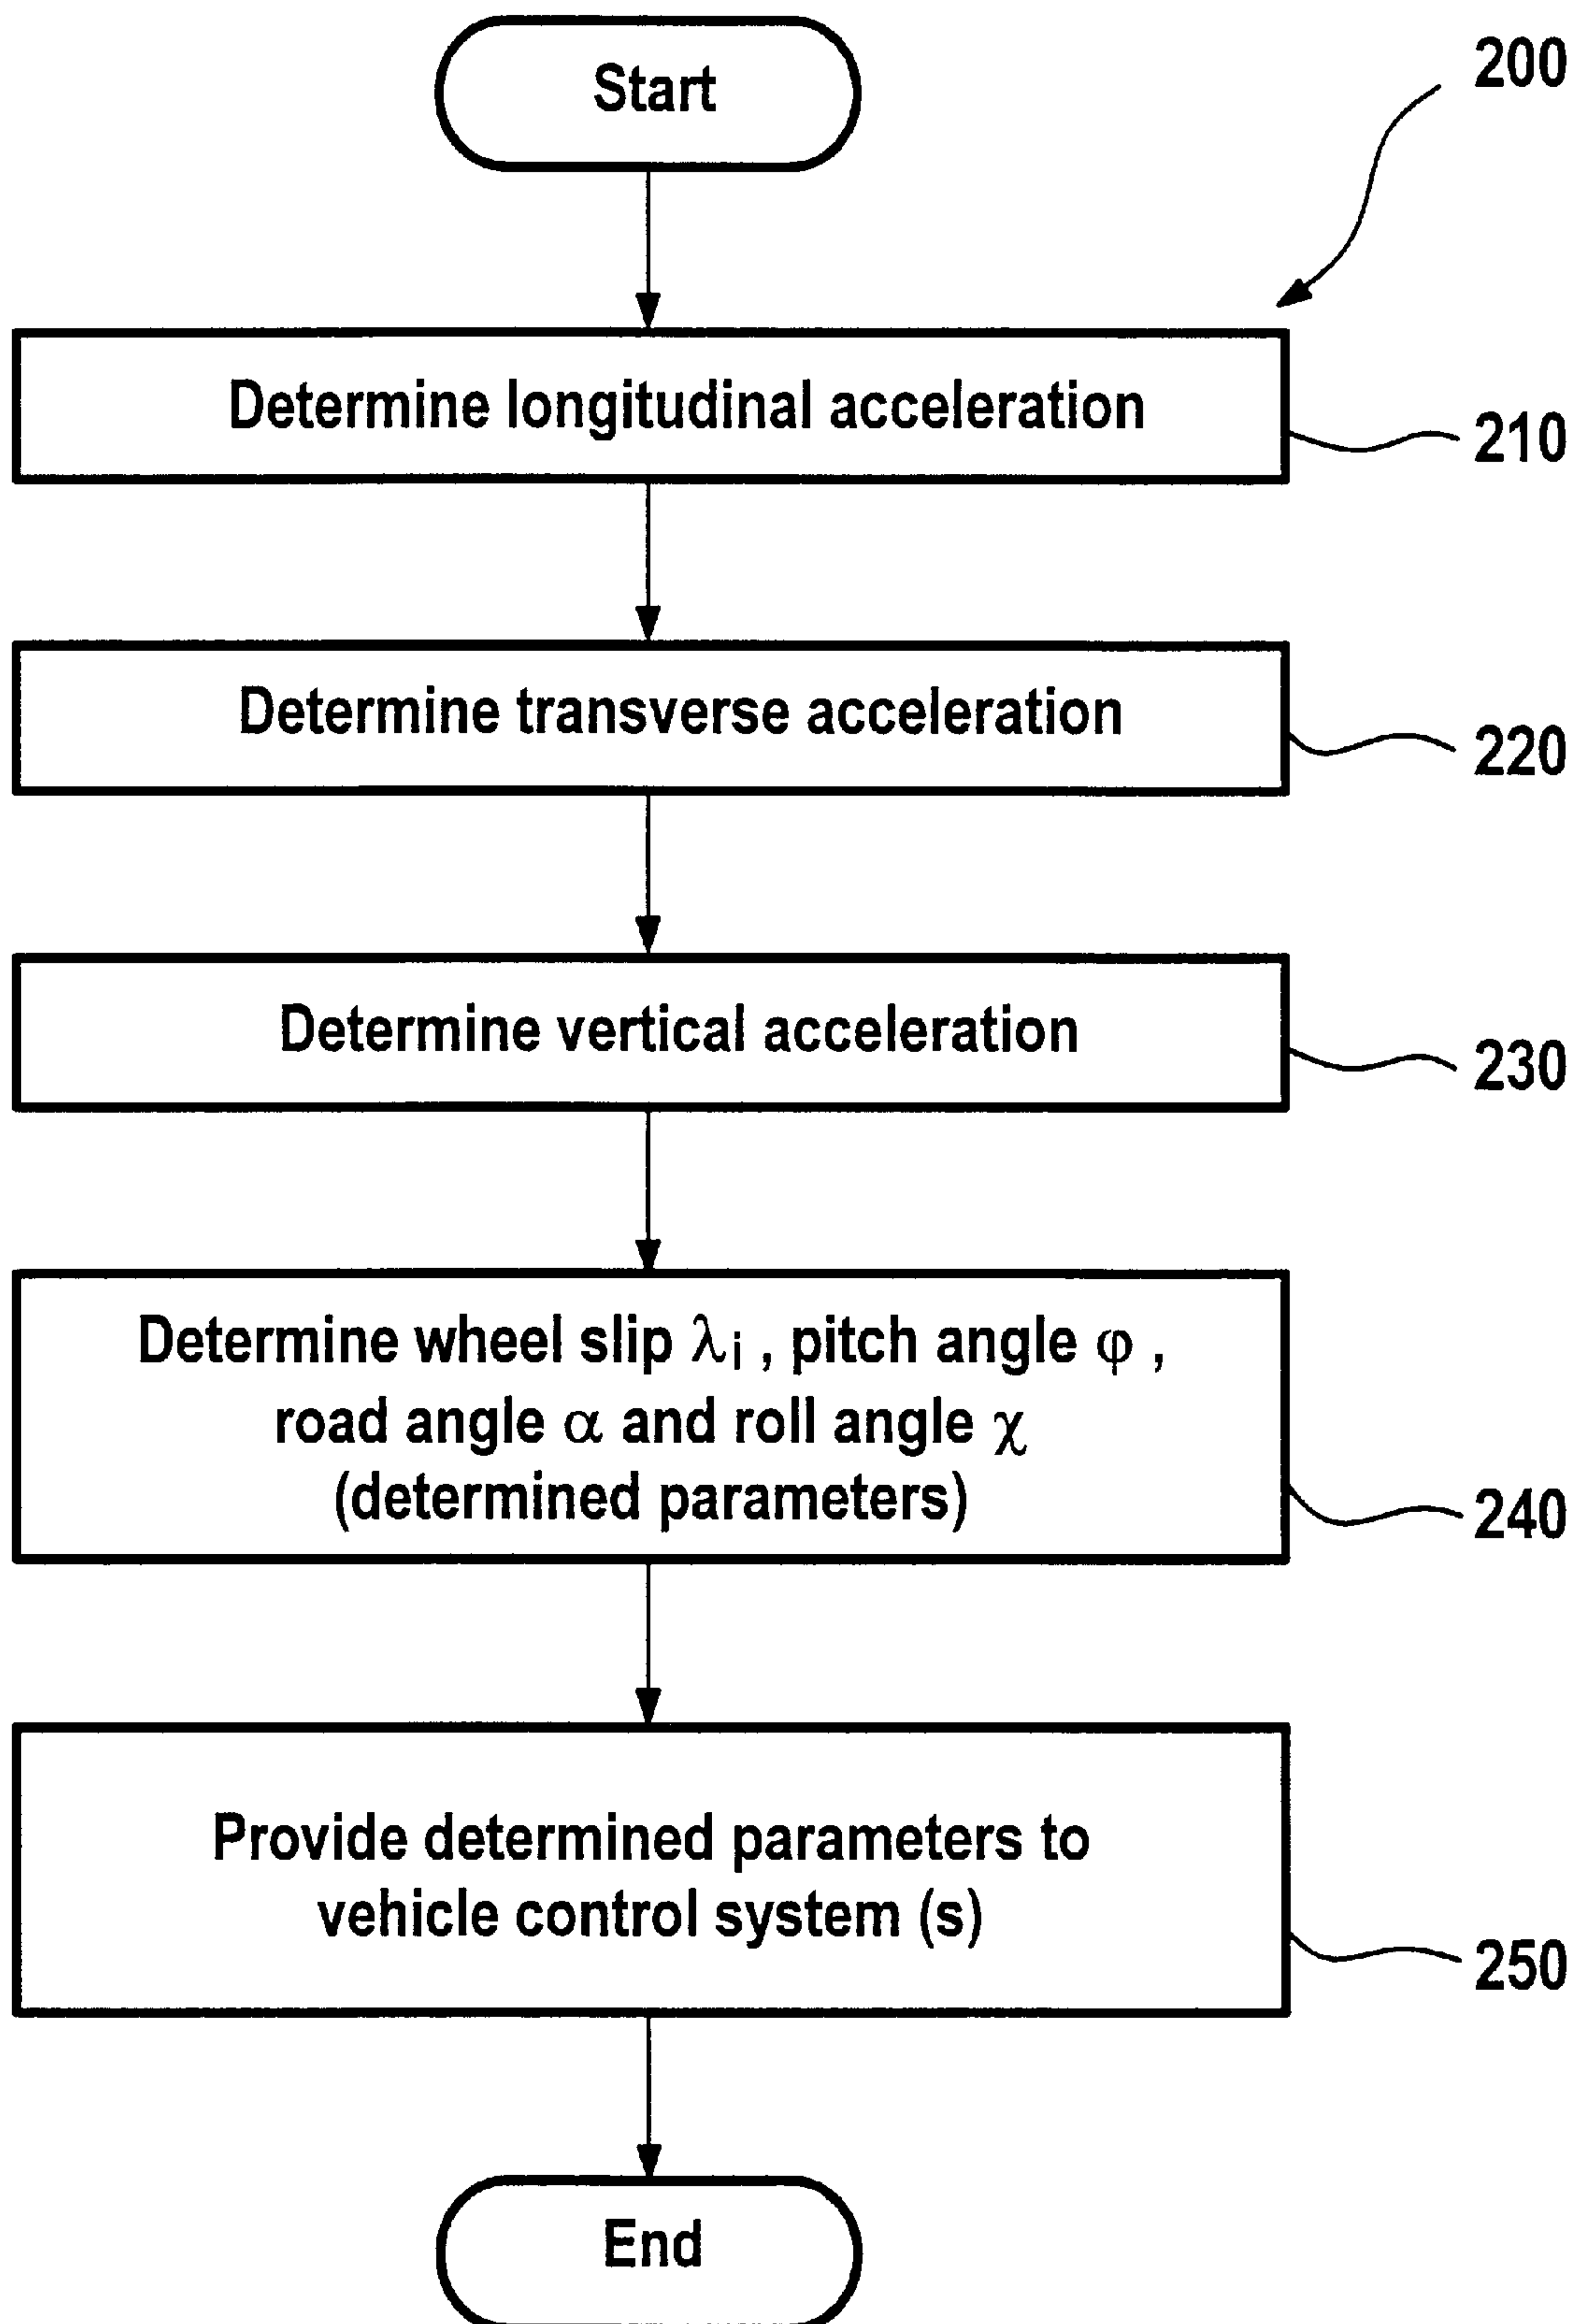 Start
200
Determine longitudinal acceleration
210
Determine transverse acceleration
220
Determine vertical acceleration
230
Determine wheel slip λi , pitch angle φ ,
road angle α and roll angle χ
(determined parameters)
240
Provide determined parameters to
vehicle control system (s)
250
End